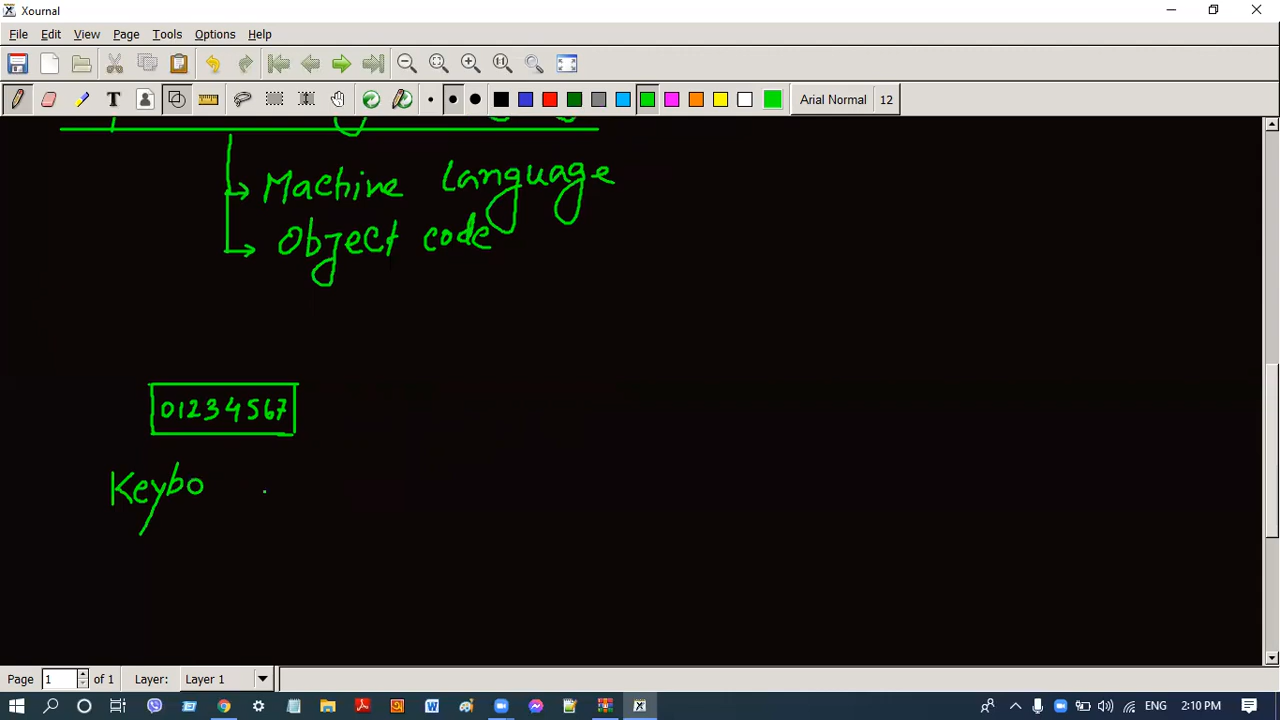 Xournal
File Edit View Page Tools Options Help
Arial Normal 12
Machine language
Object code
01234567
Keybo
Page 1 of 1 Layer: Layer 1
ENG 2:10 PM